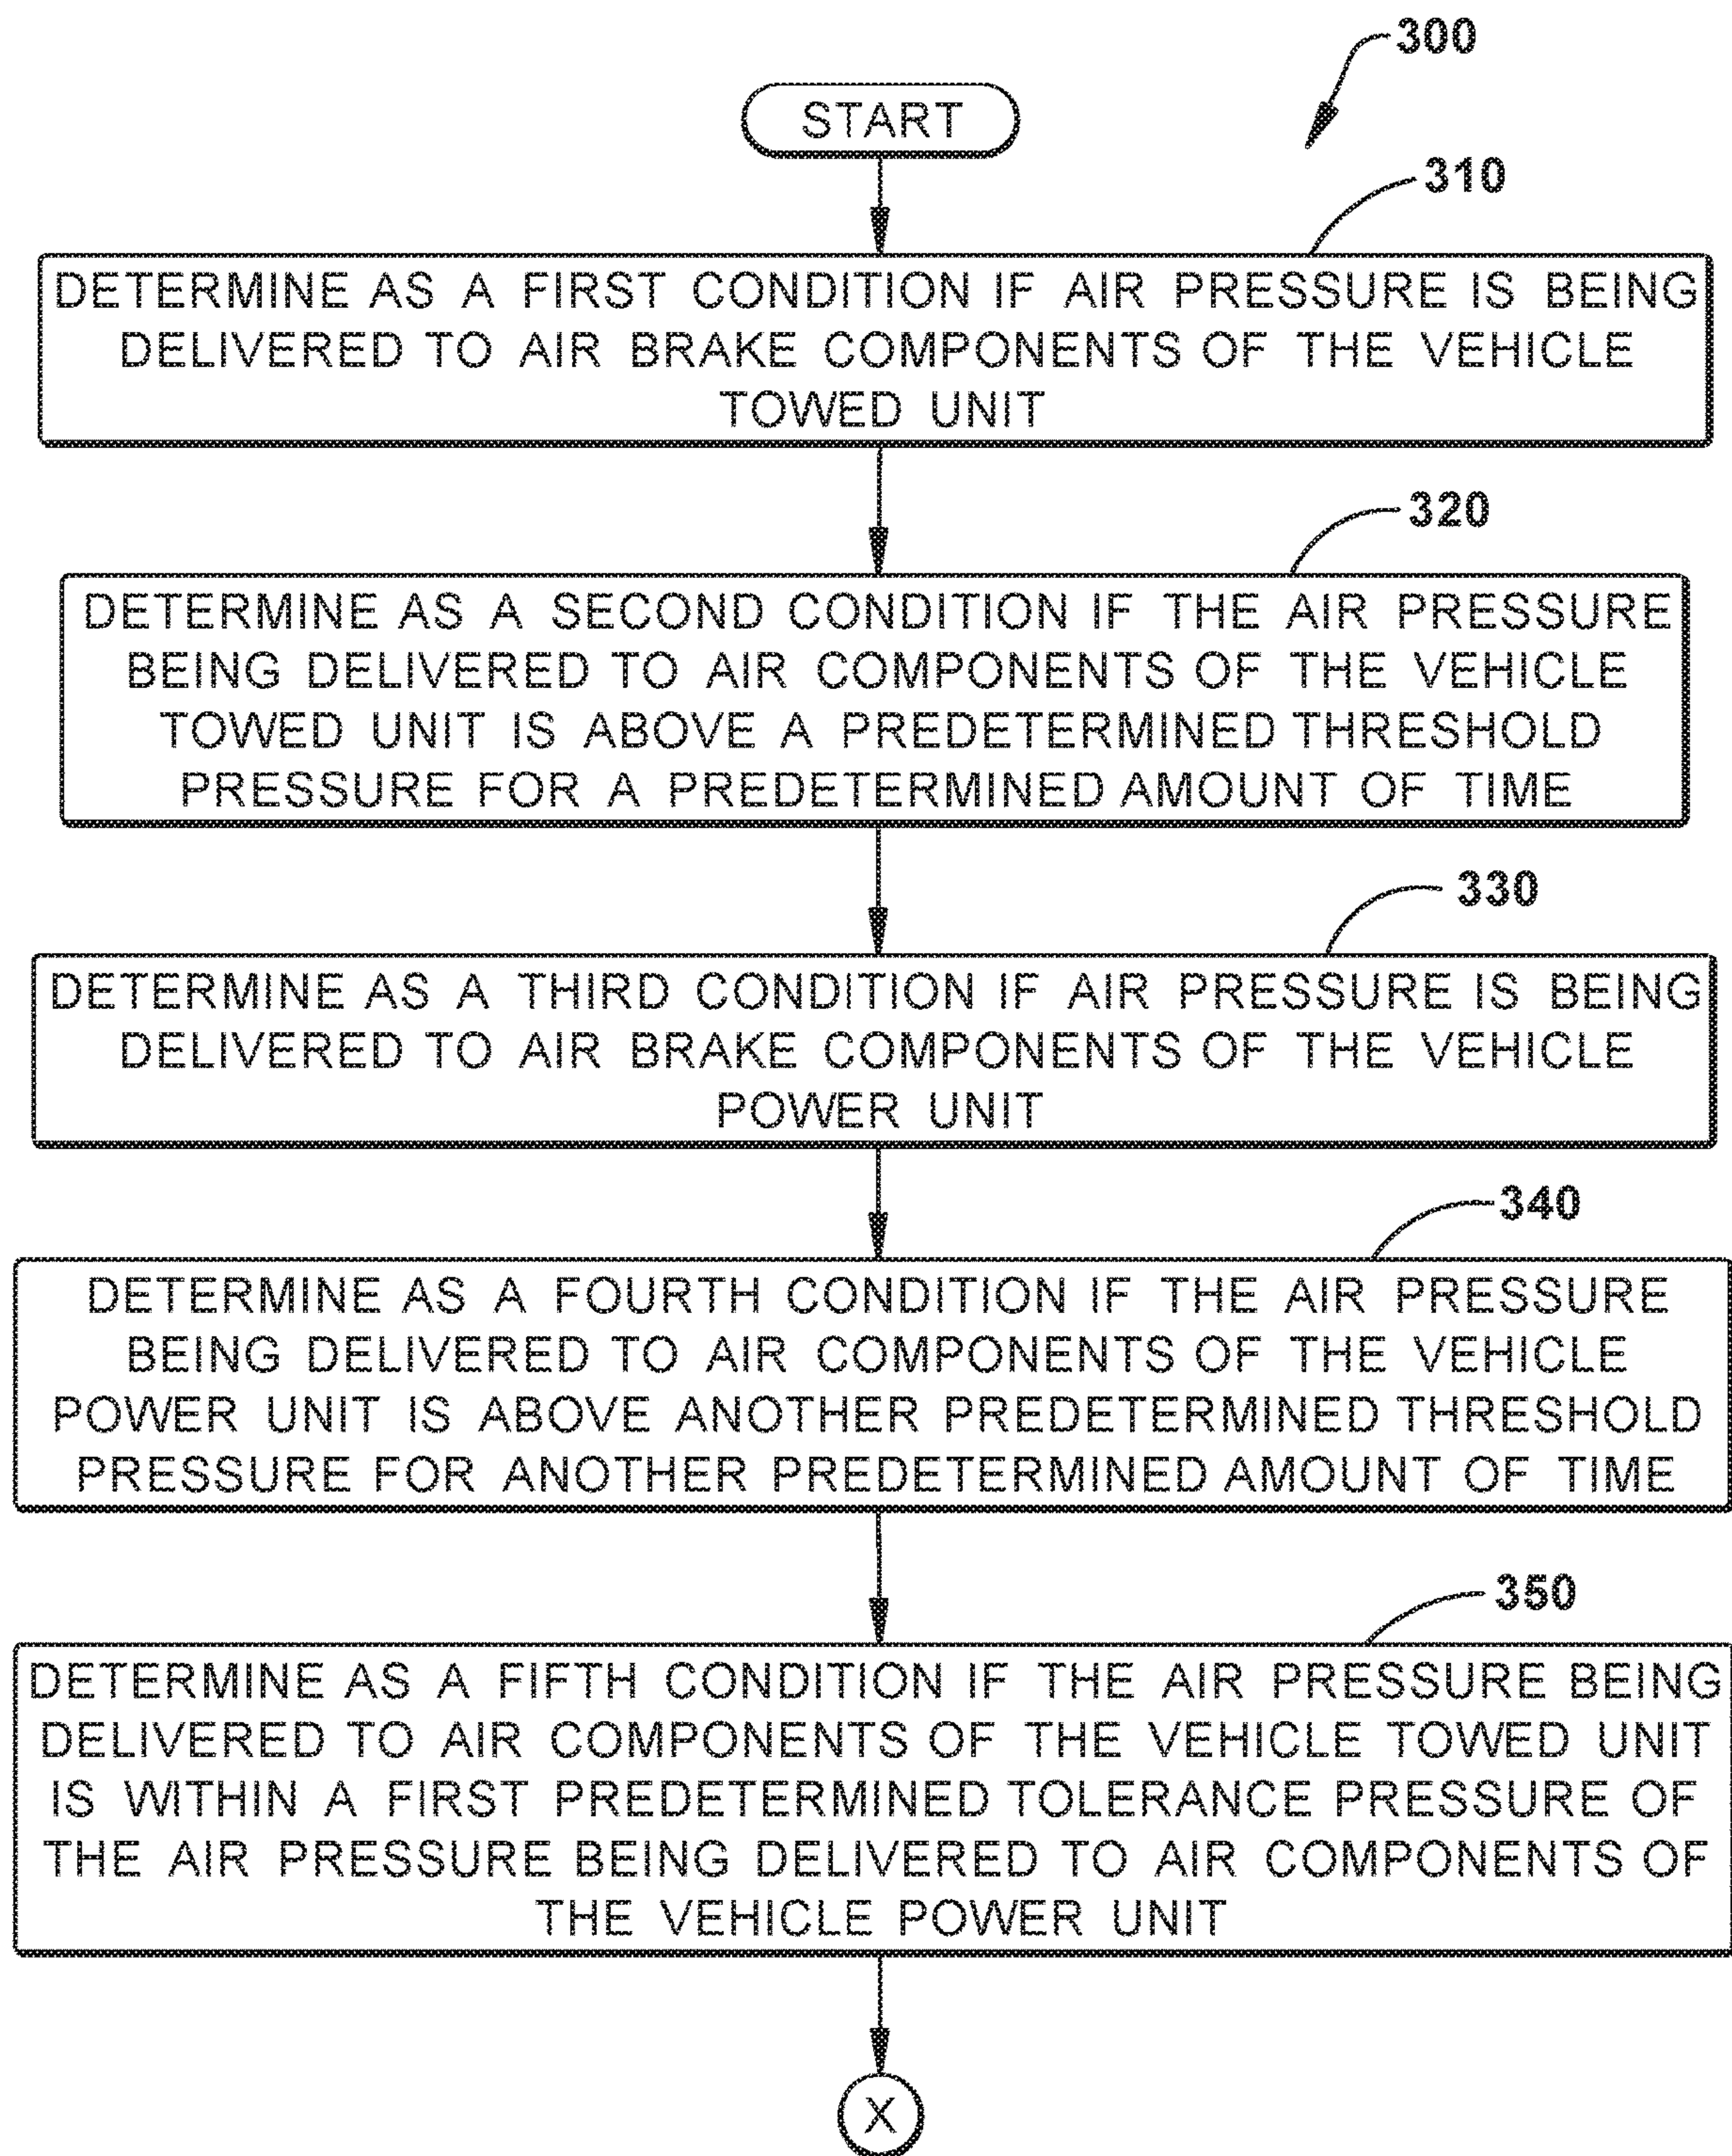 300
START
310
DETERMINE AS A FIRST CONDITION IF AIR PRESSURE IS BEING
DELIVERED TO AIR BRAKE COMPONENTS OF THE VEHICLE
TOWED UNIT
320
DETERMINE AS A SECOND CONDITION IF THE AIR PRESSURE
BEING DELIVERED TO AIR COMPONENTS OF THE VEHICLE
TOWED UNIT IS ABOVE A PREDETERMINED THRESHOLD
PRESSURE FOR A PREDETERMINED AMOUNT OF TIME
330
DETERMINE AS A THIRD CONDITION IF AIR PRESSURE IS BEING
DELIVERED TO AIR BRAKE COMPONENTS OF THE VEHICLE
POWER UNIT
340
DETERMINE AS A FOURTH CONDITION IF THE AIR PRESSURE
BEING DELIVERED TO AIR COMPONENTS OF THE VEHICLE
POWER UNIT IS ABOVE ANOTHER PREDETERMINED THRESHOLD
PRESSURE FOR ANOTHER PREDETERMINED AMOUNT OF TIME
350
DETERMINE AS A FIFTH CONDITION IF THE AIR PRESSURE BEING
DELIVERED TO AIR COMPONENTS OF THE VEHICLE TOWED UNIT
IS WITHIN A FIRST PREDETERMINED TOLERANCE PRESSURE OF
THE AIR PRESSURE BEING DELIVERED TO AIR COMPONENTS OF
THE VEHICLE POWER UNIT
X